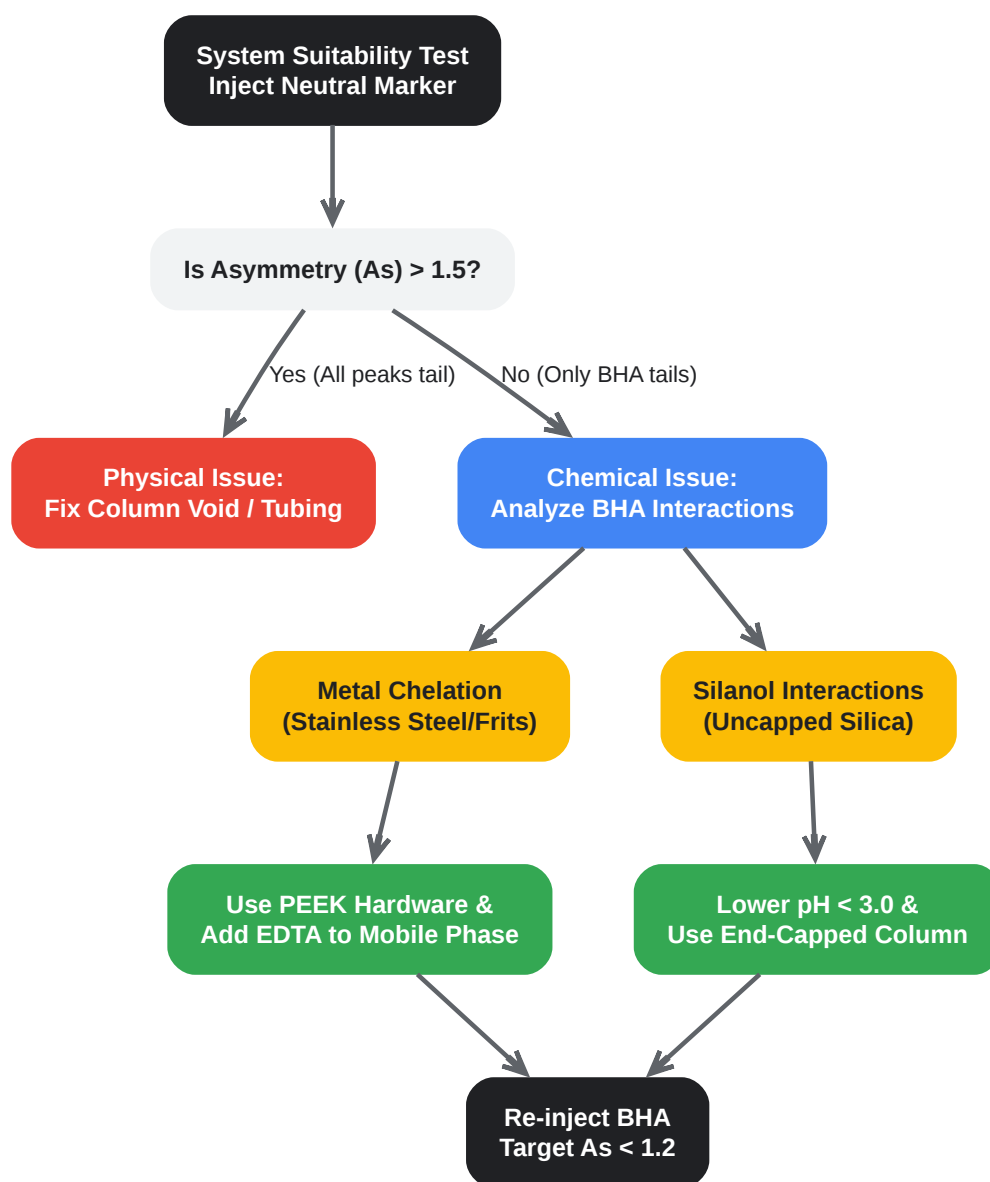 System Suitability Test
Inject Neutral Marker
Is Asymmetry (As) > 1.5?
Yes (All peaks tail)
No (Only BHA tails)
Physical Issue:
Fix Column Void / Tubing
Chemical Issue:
Analyze BHA Interactions
Metal Chelation
(Stainless Steel/Frits)
Silanol Interactions
(Uncapped Silica)
Use PEEK Hardware &
Add EDTA to Mobile Phase
Lower pH < 3.0 &
Use End-Capped Column
Re-inject BHA
Target As < 1.2